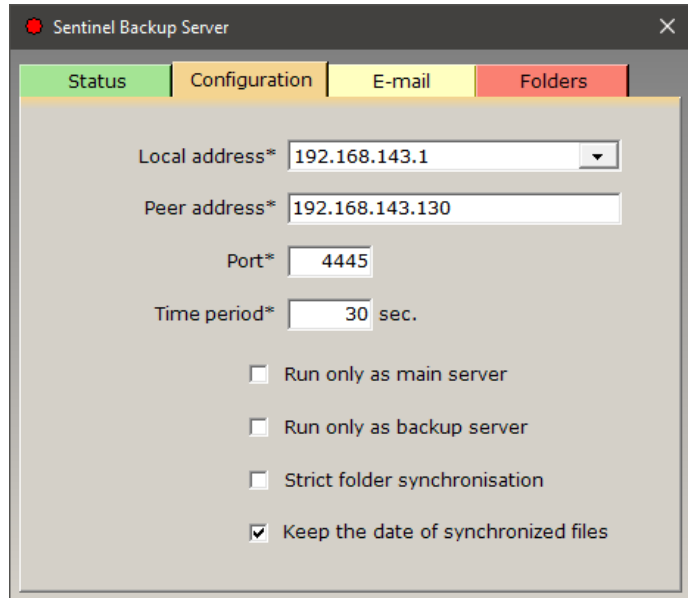 Sentinel Backup Server
Status Configuration E-mail Folders
Local address* 192.168.143.1
Peer address* 192.168.143.130
Port* 4445
Time period* 30 sec.
Run only as main server
Run only as backup server
Strict folder synchronisation
Keep the date of synchronized files